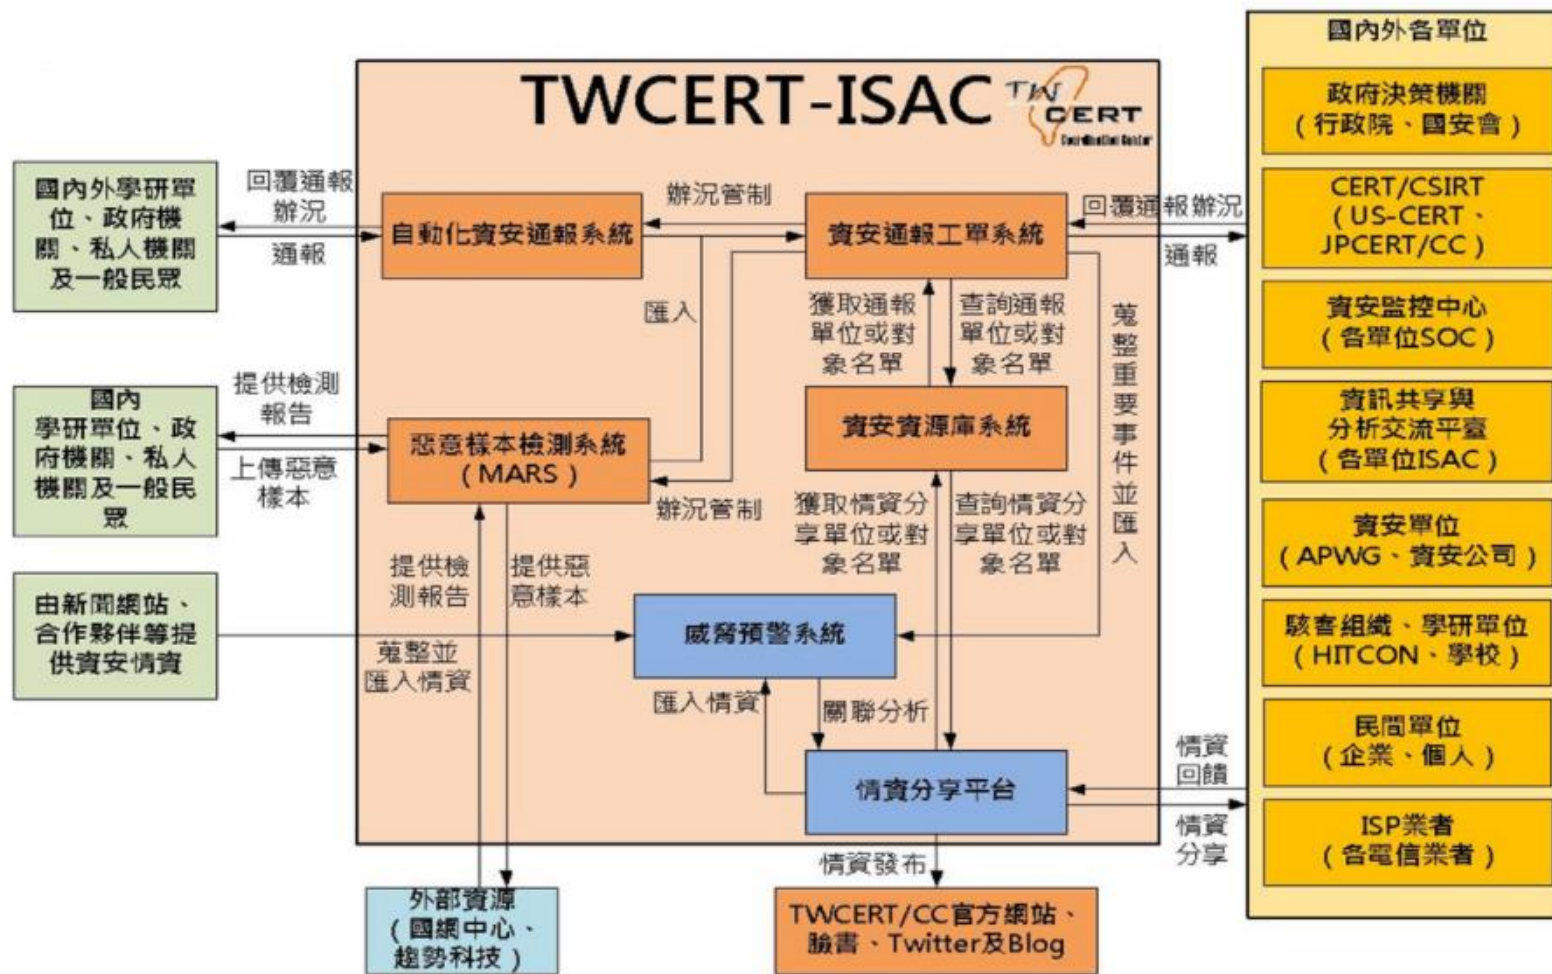 TWCERT-ISAC
TW
CERT
Coordination Center
國內外學研單
位、政府機
關、私人機關
及一般民眾
回覆通報
辦況
通報
自動化資安通報系統
辦況管制
資安通報工單系統
回覆通報辦況
通報
匯入
獲取通報
單位或對
象名單
查詢通報
單位或對
象名單
蒐整重要事件並匯入
國內
學研單位、政
府機關、私人
機關及一般民
眾
提供檢測
報告
上傳惡意
樣本
惡意樣本檢測系統
(MARS)
辦況管制
資安資源庫系統
獲取情資分
享單位或對
象名單
查詢情資分
享單位或對
象名單
提供檢
測報告
提供惡
意樣本
由新聞網站、
合作夥伴等提
供資安情資
蒐整並
匯入情資
威脅預警系統
匯入情資
關聯分析
情資分享平台
情資
回饋
情資
分享
情資發布
外部資源
(國網中心、
趨勢科技)
TWCERT/CC官方網站、
臉書、Twitter及Blog
國內外各單位
政府決策機關
(行政院、國安會)
CERT/CSIRT
(US-CERT、
JPCERT/CC)
資安監控中心
(各單位SOC)
資訊共享與
分析交流平臺
(各單位ISAC)
資安單位
(APWG、資安公司)
駭客組織、學研單位
(HITCON、學校)
民間單位
(企業、個人)
ISP業者
(各電信業者)